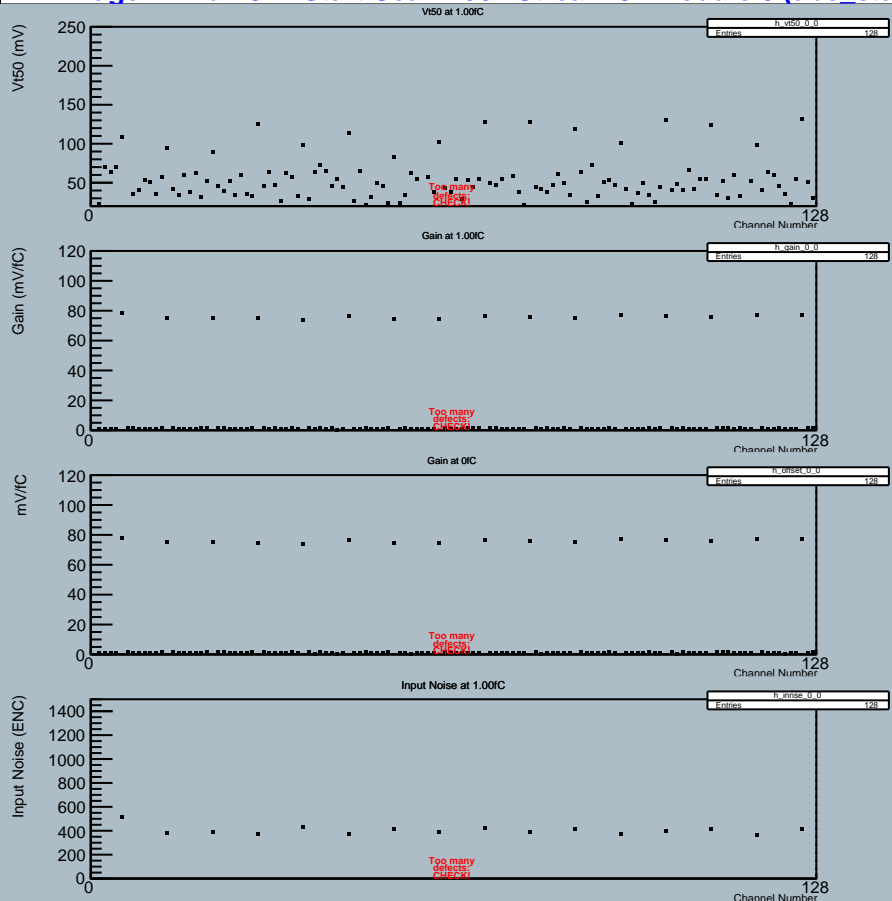 Vt50 at 1.00fC
h_vt50_0_0
Entries 128
Vt50 (mV)
250
200
150
100
50
Too many
defects:
CHECK!
0
128
Channel Number
Gain at 1.00fC
h_gain_0_0
Entries 128
Gain (mV/fC)
120
100
80
60
40
20
0
Too many
defects:
CHECK!
0
128
Channel Number
Gain at 0fC
h_offset_0_0
Entries 128
mV/fC
120
100
80
60
40
20
0
Too many
defects:
CHECK!
0
128
Channel Number
Input Noise at 1.00fC
h_innse_0_0
Entries 128
Input Noise (ENC)
1400
1200
1000
800
600
400
200
0
Too many
defects:
CHECK!
0
128
Channel Number